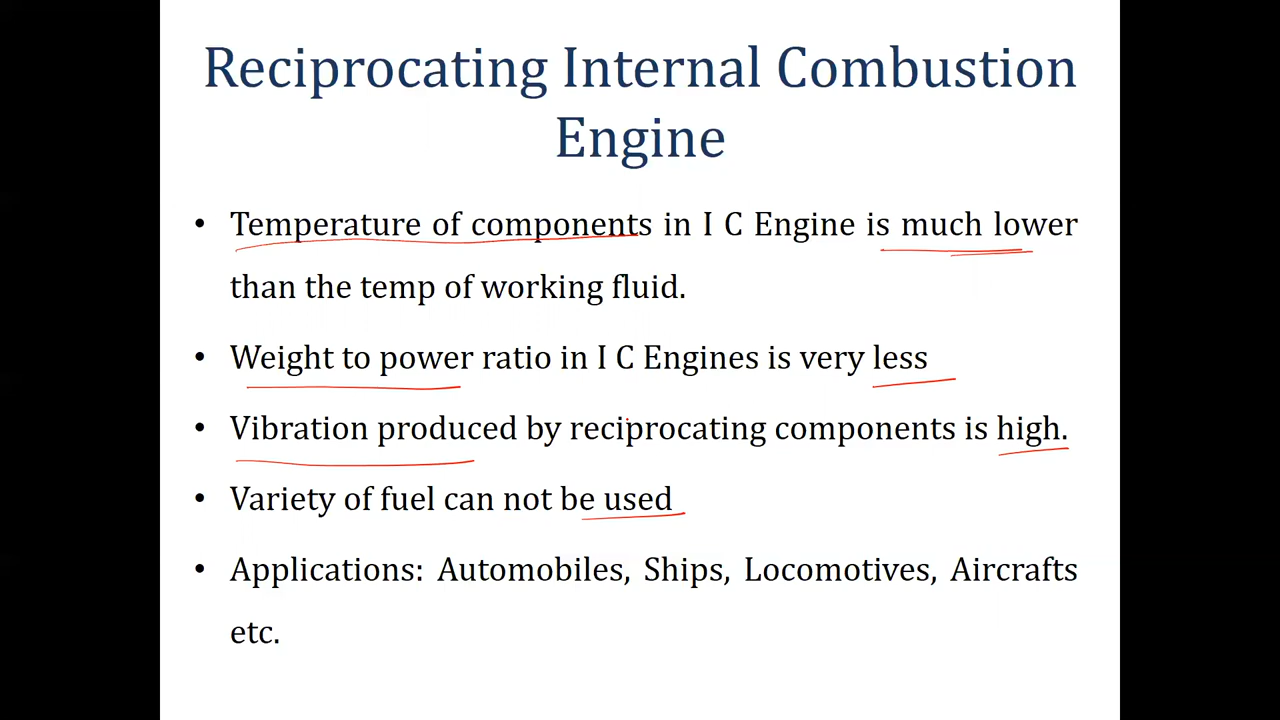 Reciprocating Internal Combustion
Engine
• Temperature of components in I C Engine is much lower
than the temp of working fluid.
• Weight to power ratio in I C Engines is very less
• Vibration produced by reciprocating components is high.
• Variety of fuel can not be used
• Applications: Automobiles, Ships, Locomotives, Aircrafts
etc.